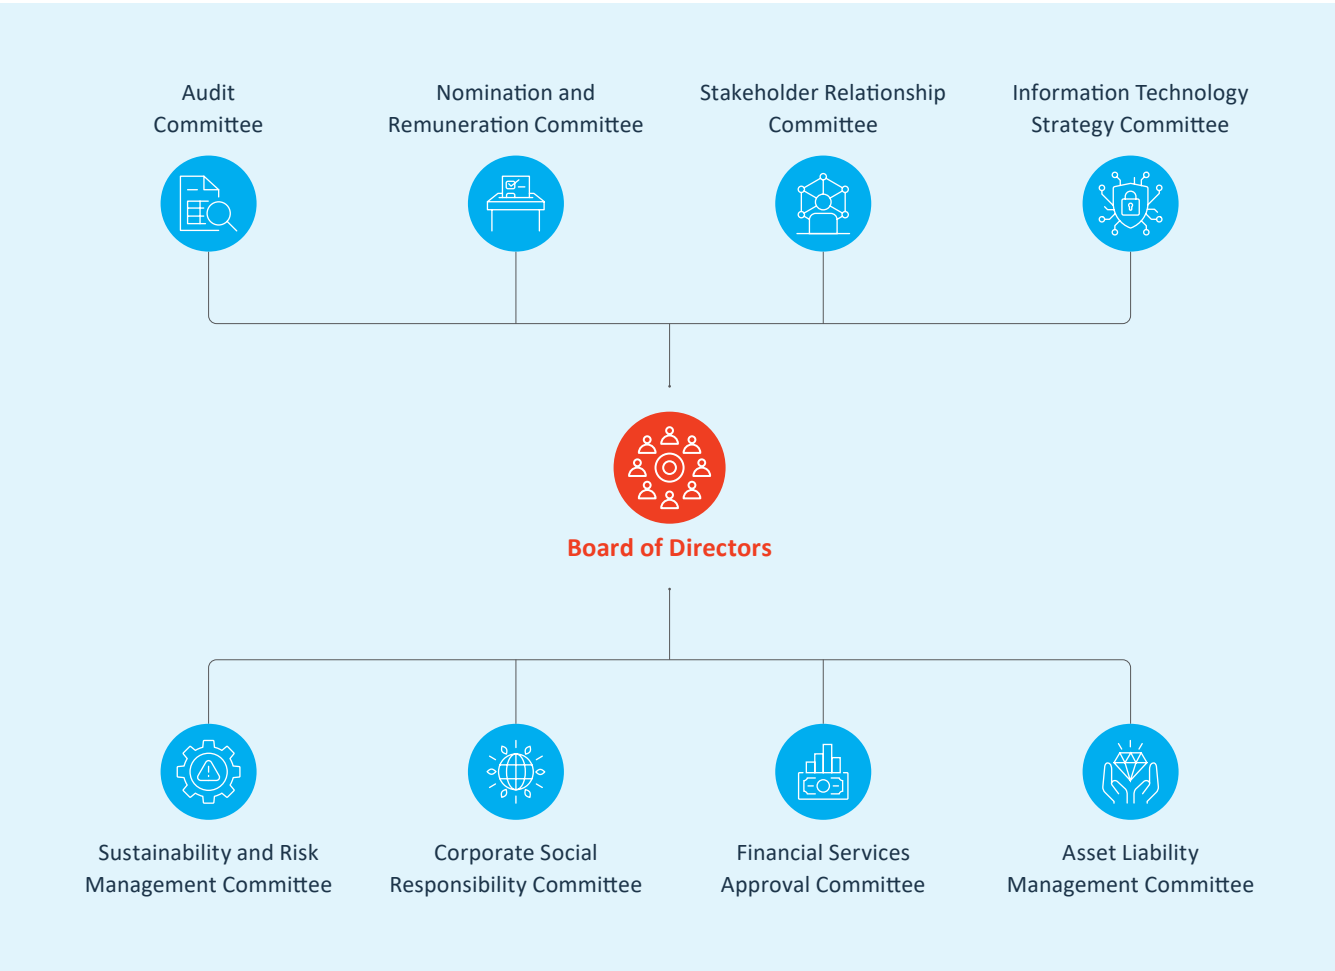 Audit
Committee
Nomination and
Remuneration Committee
Stakeholder Relationship
Committee
Information Technology
Strategy Committee
Board of Directors
Sustainability and Risk
Management Committee
Corporate Social
Responsibility Committee
Financial Services
Approval Committee
Asset Liability
Management Committee